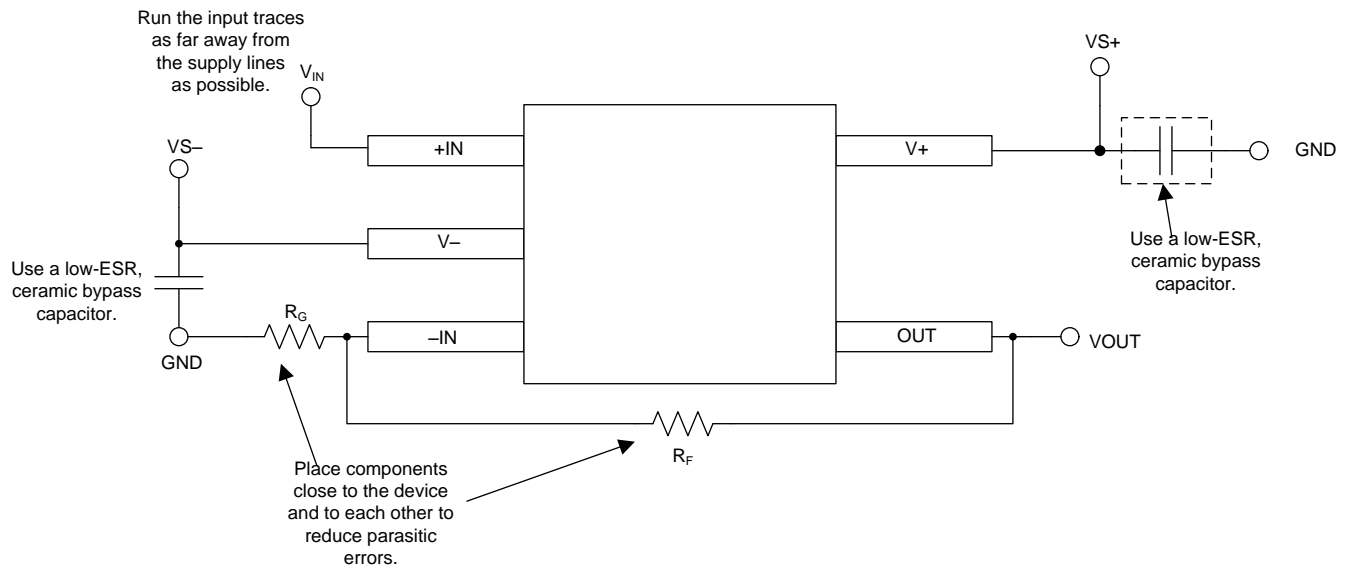 Run the input traces
as far away from
the supply lines
as possible.
VIN
VS+
VS–
+IN
V+
GND
V–
Use a low-ESR,
ceramic bypass
capacitor.
Use a low-ESR,
ceramic bypass
capacitor.
RG
–IN
OUT
VOUT
GND
RF
Place components
close to the device
and to each other to
reduce parasitic
errors.